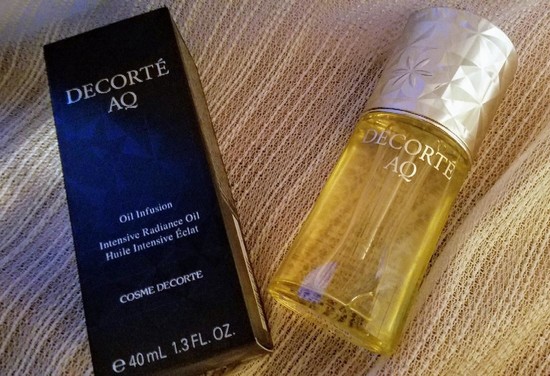 DECORTÉ
AQ
Oil Infusion
Intensive Radiance Oil
Huile Intensive Éclat
COSME DECORTE
℮ 40 mL 1.3 FL. OZ.
DECORTÉ
AQ